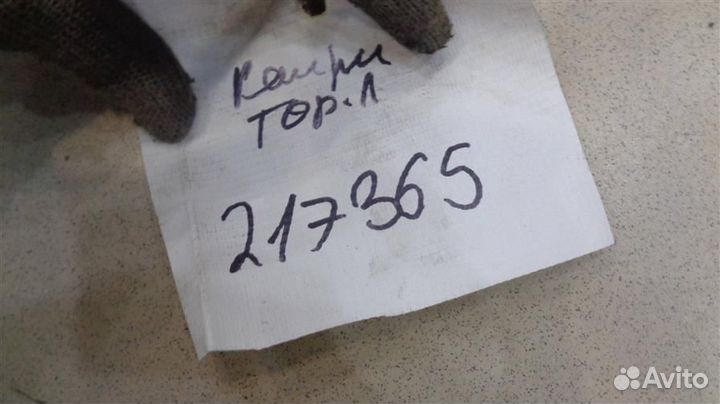 Камри
ТОР.Л
217365
Avito